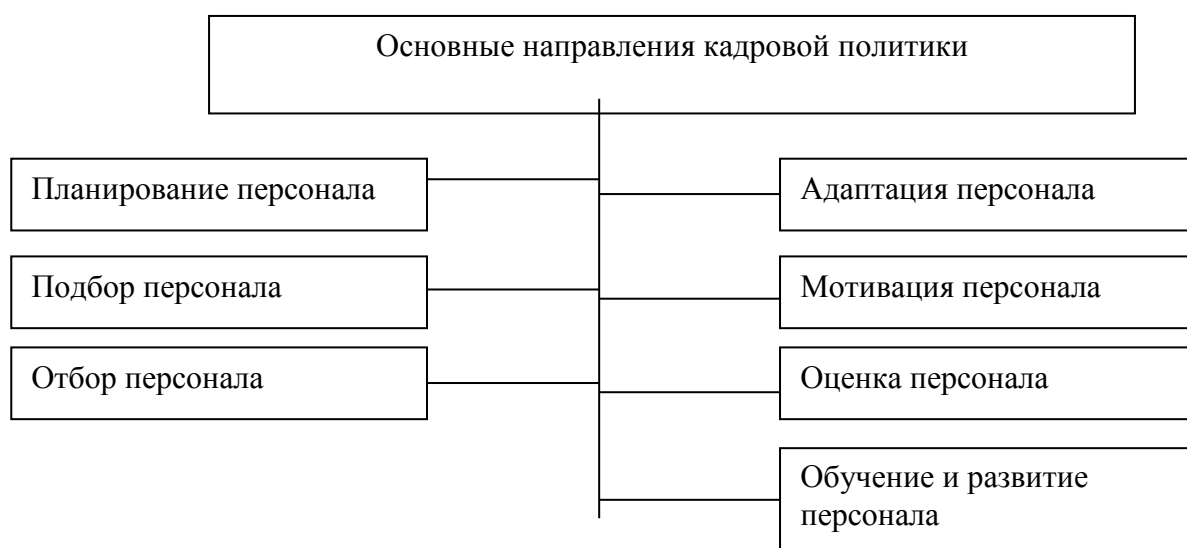 Основные направления кадровой политики
Планирование персонала
Адаптация персонала
Подбор персонала
Мотивация персонала
Отбор персонала
Оценка персонала
Обучение и развитие
персонала